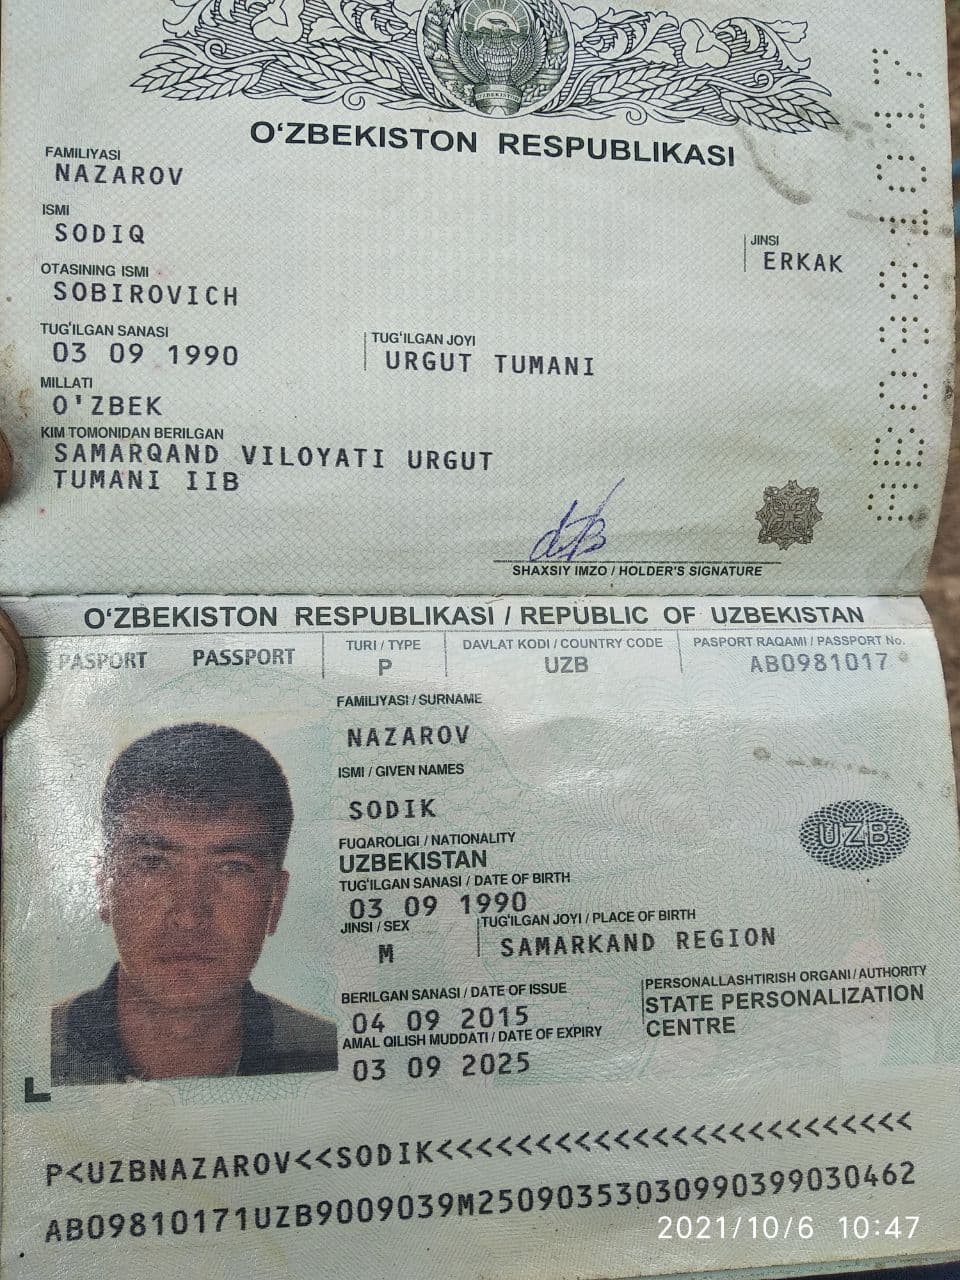 O‘ZBEKISTON RESPUBLIKASI
FAMILIYASI
NAZAROV
ISMI
SODIQ
JINSI
ERKAK
OTASINING ISMI
SOBIROVICH
TUG‘ILGAN SANASI
03 09 1990
TUG‘ILGAN JOYI
URGUT TUMANI
MILLATI
O'ZBEK
KIM TOMONIDAN BERILGAN
SAMARQAND VILOYATI URGUT
TUMANI IIB
SHAXSIY IMZO / HOLDER'S SIGNATURE
AB0981017
O‘ZBEKISTON RESPUBLIKASI / REPUBLIC OF UZBEKISTAN
PASPORT PASSPORT
TURI / TYPE
P
DAVLAT KODI / COUNTRY CODE
UZB
PASPORT RAQAMI / PASSPORT No.
AB0981017
FAMILIYASI / SURNAME
NAZAROV
ISMI / GIVEN NAMES
SODIK
FUQAROLIGI / NATIONALITY
UZBEKISTAN
UZB
TUG‘ILGAN SANASI / DATE OF BIRTH
03 09 1990
JINSI / SEX
M
TUG‘ILGAN JOYI / PLACE OF BIRTH
SAMARKAND REGION
BERILGAN SANASI / DATE OF ISSUE
04 09 2015
PERSONALLASHTIRISH ORGANI / AUTHORITY
STATE PERSONALIZATION
CENTRE
AMAL QILISH MUDDATI / DATE OF EXPIRY
03 09 2025
P<UZBNAZAROV<<SODIK<<<<<<<<<<<<<<<<<<<<<<<<<
AB09810171UZB9009039M25090353030990399030462
2021/10/6 10:47